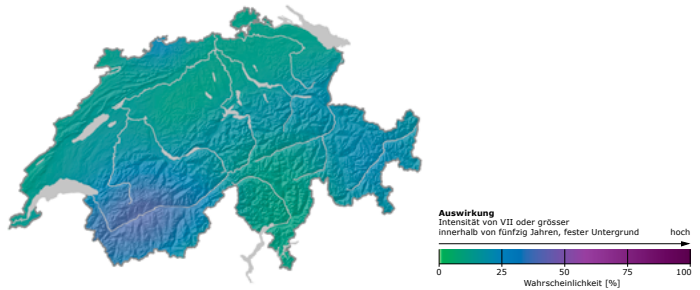 Auswirkung
Intensität von VII oder grösser
innerhalb von fünfzig Jahren, fester Untergrund hoch
0 25 50 75 100
Wahrscheinlichkeit [%]